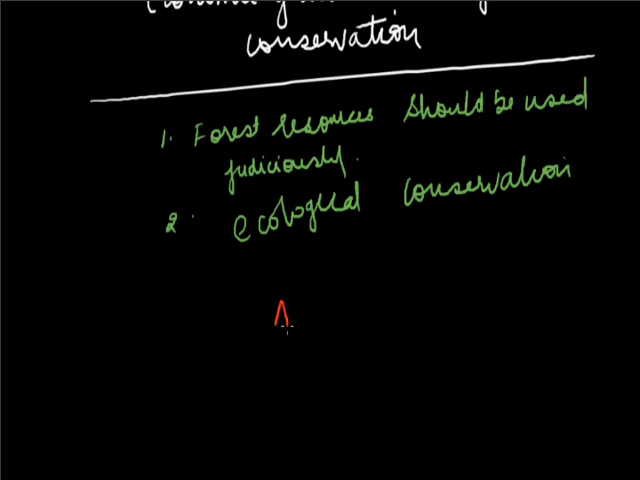 conservation
1. Forest resources should be used
judiciously.
2. ecological conservation